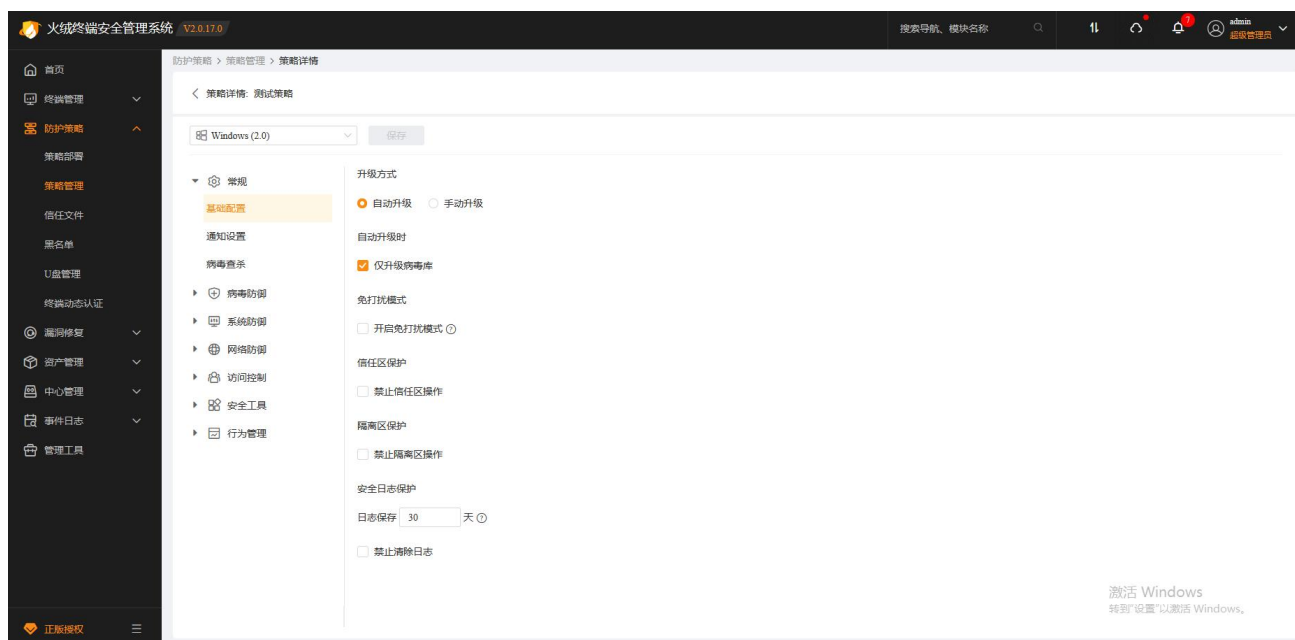 火绒终端安全管理系统 V2.0.17.0
搜索导航、模块名称
7
admin
超级管理员
首页
终端管理
防护策略
策略部署
策略管理
信任文件
黑名单
U盘管理
终端动态认证
漏洞修复
资产管理
中心管理
事件日志
管理工具
正版授权
防护策略 > 策略管理 > 策略详情
策略详情: 测试策略
Windows (2.0)
保存
常规
基础配置
通知设置
病毒查杀
病毒防御
系统防御
网络防御
访问控制
安全工具
行为管理
升级方式
自动升级 手动升级
自动升级时
仅升级病毒库
免打扰模式
开启免打扰模式
信任区保护
禁止信任区操作
隔离区保护
禁止隔离区操作
安全日志保护
日志保存 30 天
禁止清除日志
激活 Windows
转到"设置"以激活 Windows。